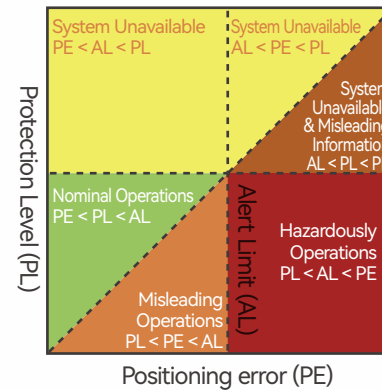 System Unavailable
PE < AL < PL
System Unavailable
AL < PE < PL
System
Unavailable
& Misleading
Information
AL < PL < P
Nominal Operations
PE < PL < AL
Alert Limit (AL)
Hazardously
Operations
PL < AL < PE
Misleading
Operations
PL < PE < AL
Protection Level (PL)
Positioning error (PE)